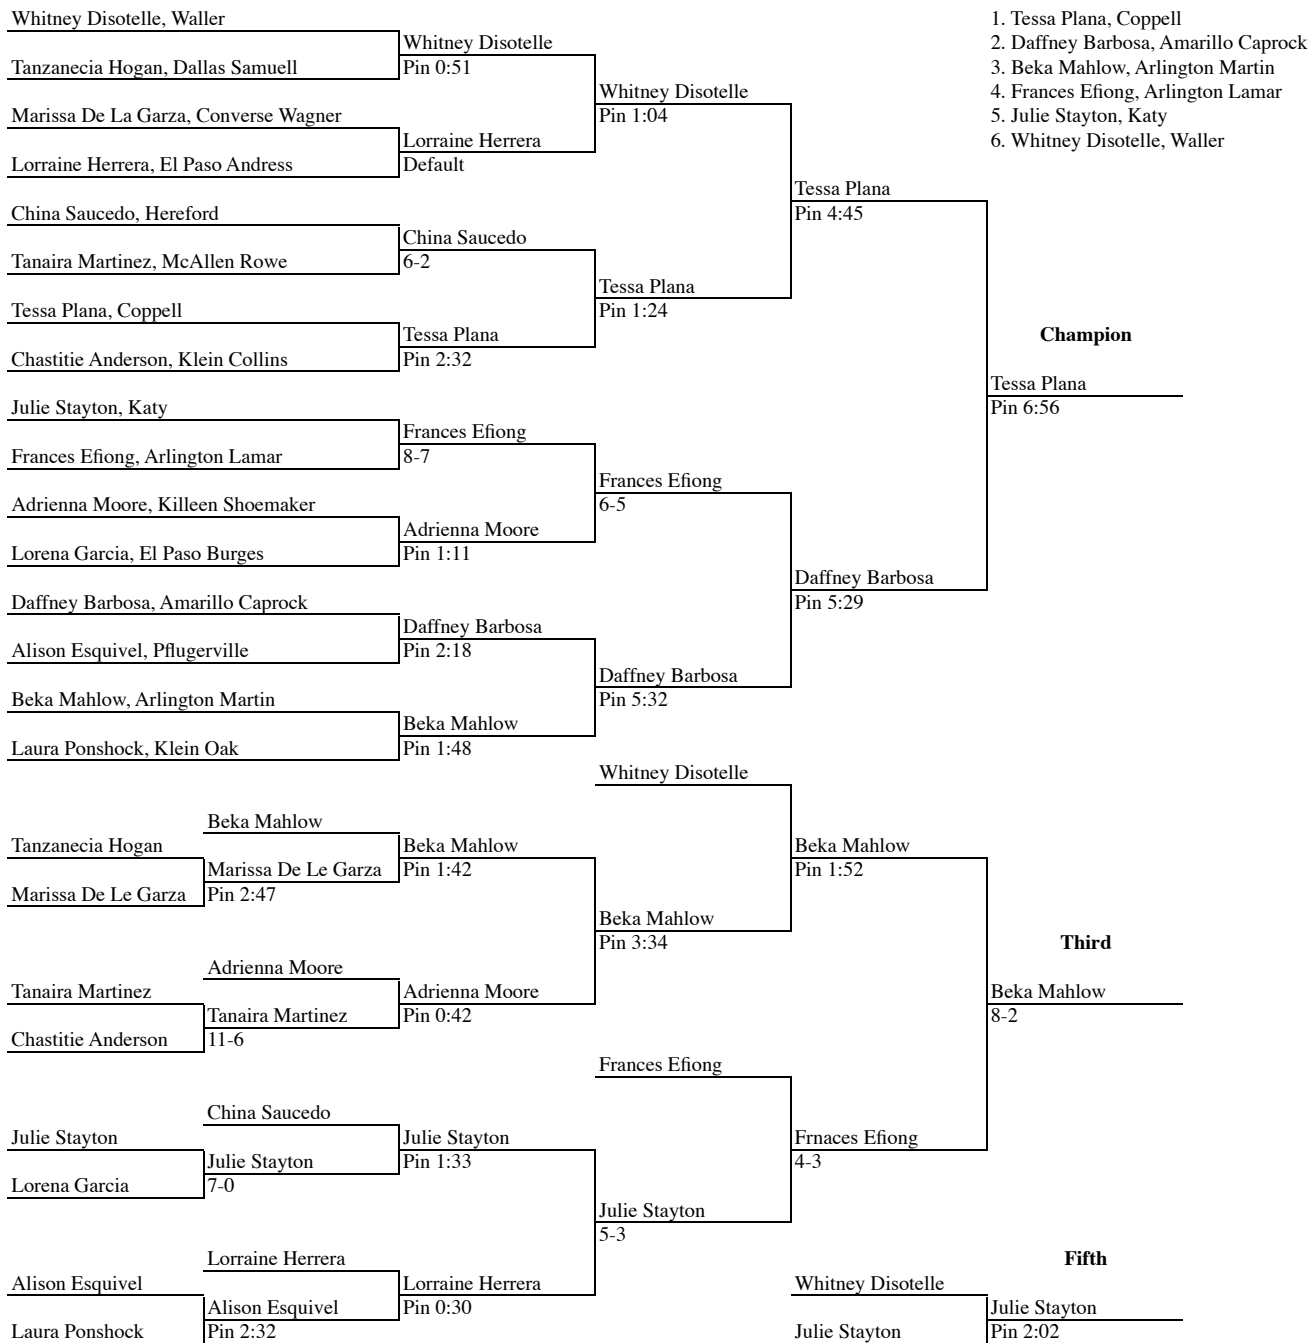 Whitney Disotelle, Waller
Tanzanecia Hogan, Dallas Samuell
Marissa De La Garza, Converse Wagner
Lorraine Herrera, El Paso Andress
China Saucedo, Hereford
Tanaira Martinez, McAllen Rowe
Tessa Plana, Coppell
Chastitie Anderson, Klein Collins
Julie Stayton, Katy
Frances Efiong, Arlington Lamar
Adrienna Moore, Killeen Shoemaker
Lorena Garcia, El Paso Burges
Daffney Barbosa, Amarillo Caprock
Alison Esquivel, Pflugerville
Beka Mahlow, Arlington Martin
Laura Ponshock, Klein Oak
Whitney Disotelle
Pin 0:51
Lorraine Herrera
Default
China Saucedo
6-2
Tessa Plana
Pin 2:32
Frances Efiong
8-7
Adrienna Moore
Pin 1:11
Daffney Barbosa
Pin 2:18
Beka Mahlow
Pin 1:48
Whitney Disotelle
Pin 1:04
Tessa Plana
Pin 1:24
Frances Efiong
6-5
Daffney Barbosa
Pin 5:32
Tessa Plana
Pin 4:45
Daffney Barbosa
Pin 5:29
Champion
Tessa Plana
Pin 6:56
1. Tessa Plana, Coppell
2. Daffney Barbosa, Amarillo Caprock
3. Beka Mahlow, Arlington Martin
4. Frances Efiong, Arlington Lamar
5. Julie Stayton, Katy
6. Whitney Disotelle, Waller
Tanzanecia Hogan
Marissa De Le Garza
Tanaira Martinez
Chastitie Anderson
Julie Stayton
Lorena Garcia
Alison Esquivel
Laura Ponshock
Beka Mahlow
Marissa De Le Garza
Pin 2:47
Adrienna Moore
Tanaira Martinez
11-6
China Saucedo
Julie Stayton
7-0
Lorraine Herrera
Alison Esquivel
Pin 2:32
Beka Mahlow
Pin 1:42
Adrienna Moore
Pin 0:42
Julie Stayton
Pin 1:33
Lorraine Herrera
Pin 0:30
Whitney Disotelle
Beka Mahlow
Pin 3:34
Frances Efiong
Julie Stayton
5-3
Beka Mahlow
Pin 1:52
Frnaces Efiong
4-3
Third
Beka Mahlow
8-2
Fifth
Whitney Disotelle
Julie Stayton
Julie Stayton
Pin 2:02